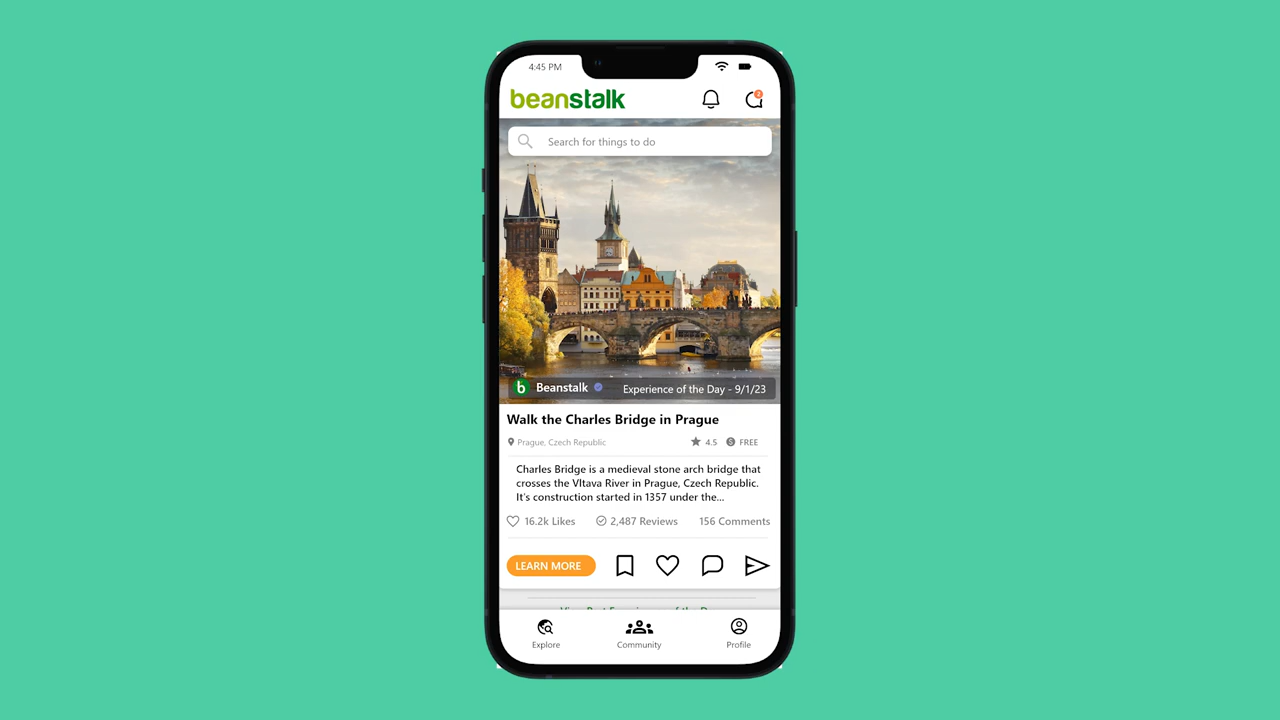 4:45 PM
beanstalk
2
Search for things to do
b Beanstalk
Experience of the Day - 9/1/23
Walk the Charles Bridge in Prague
Prague, Czech Republic
4.5 FREE
Charles Bridge is a medieval stone arch bridge that
crosses the Vltava River in Prague, Czech Republic.
It's construction started in 1357 under the...
16.2k Likes 2,487 Reviews 156 Comments
LEARN MORE
Explore Community Profile